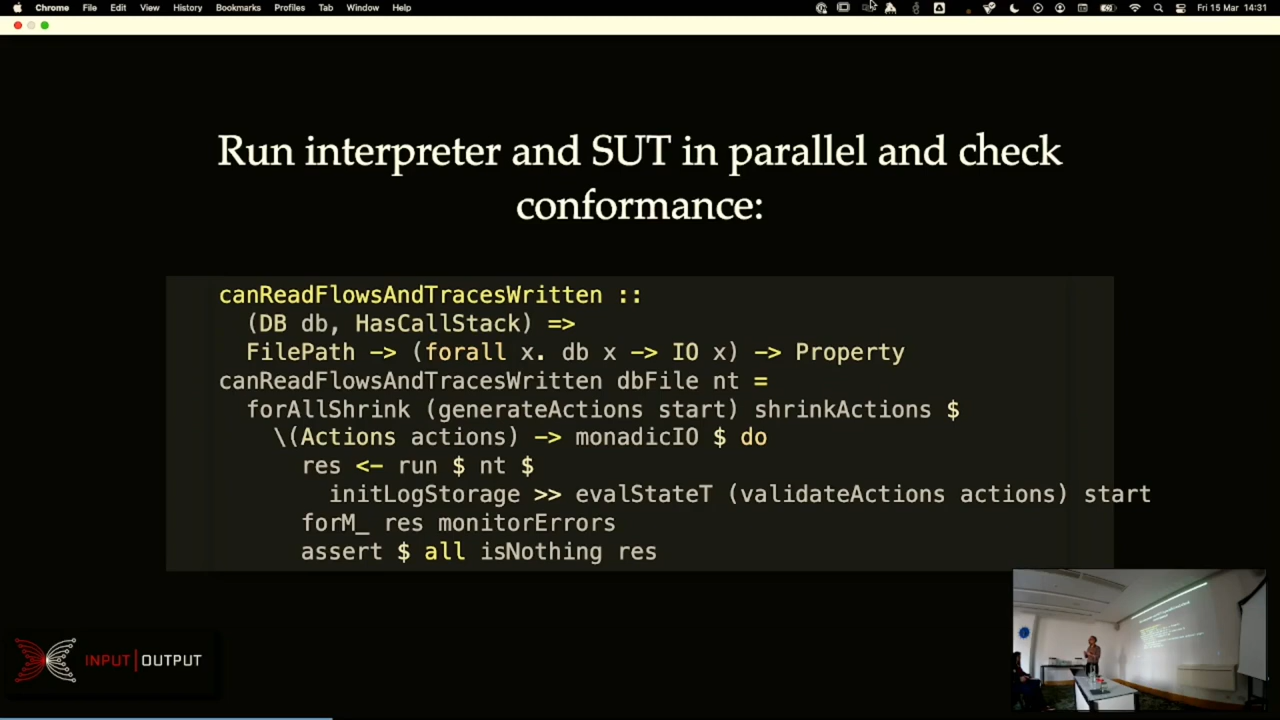 Chrome File Edit View History Bookmarks Profiles Tab Window Help Fri 15 Mar 14:31
Run interpreter and SUT in parallel and check
conformance:
canReadFlowsAndTracesWritten ::
(DB db, HasCallStack) =>
FilePath -> (forall x. db x -> IO x) -> Property
canReadFlowsAndTracesWritten dbFile nt =
forAllShrink (generateActions start) shrinkActions $
\(Actions actions) -> monadicIO $ do
res <- run $ nt $
initLogStorage >> evalStateT (validateActions actions) start
forM_ res monitorErrors
assert $ all isNothing res
INPUT|OUTPUT